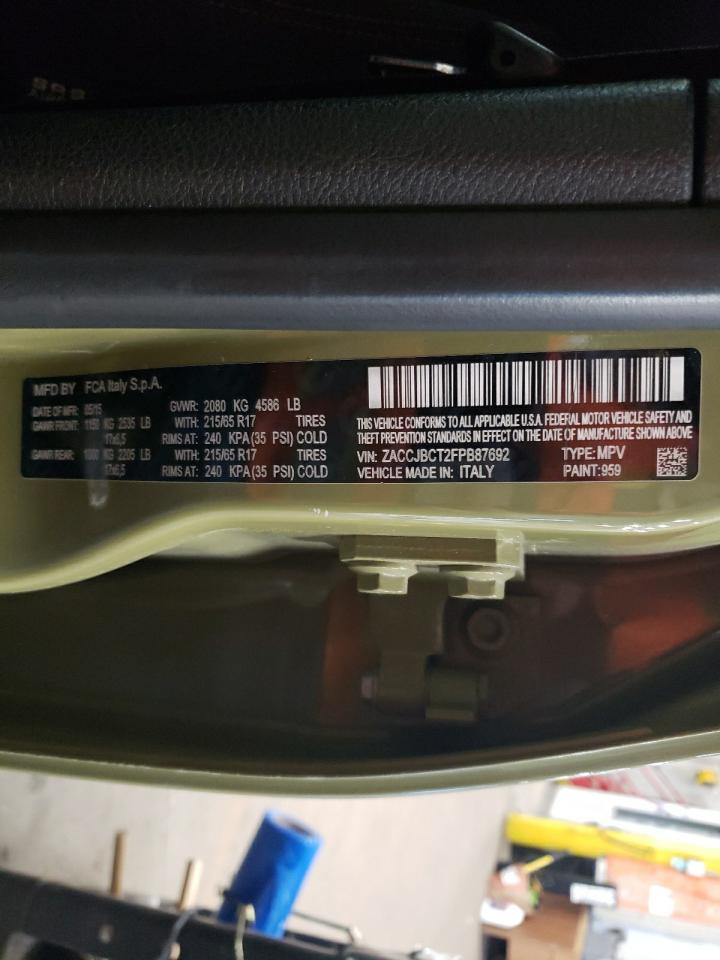 MFD BY FCA Italy S.p.A.
DATE OF MFR 05/15 GVWR: 2080 KG 4586 LB
GAWR FRONT: 1150 KG 2535 LB WITH: 215/65 R17 TIRES
17x6,5 RIMS AT: 240 KPA(35 PSI) COLD
GAWR REAR: 1000 KG 2205 LB WITH: 215/65 R17 TIRES
17x6,5 RIMS AT: 240 KPA(35 PSI) COLD
THIS VEHICLE CONFORMS TO ALL APPLICABLE U.S.A. FEDERAL MOTOR VEHICLE SAFETY AND
THEFT PREVENTION STANDARDS IN EFFECT ON THE DATE OF MANUFACTURE SHOWN ABOVE
VIN: ZACCJBCT2FPB87692 TYPE: MPV
VEHICLE MADE IN: ITALY PAINT: 959